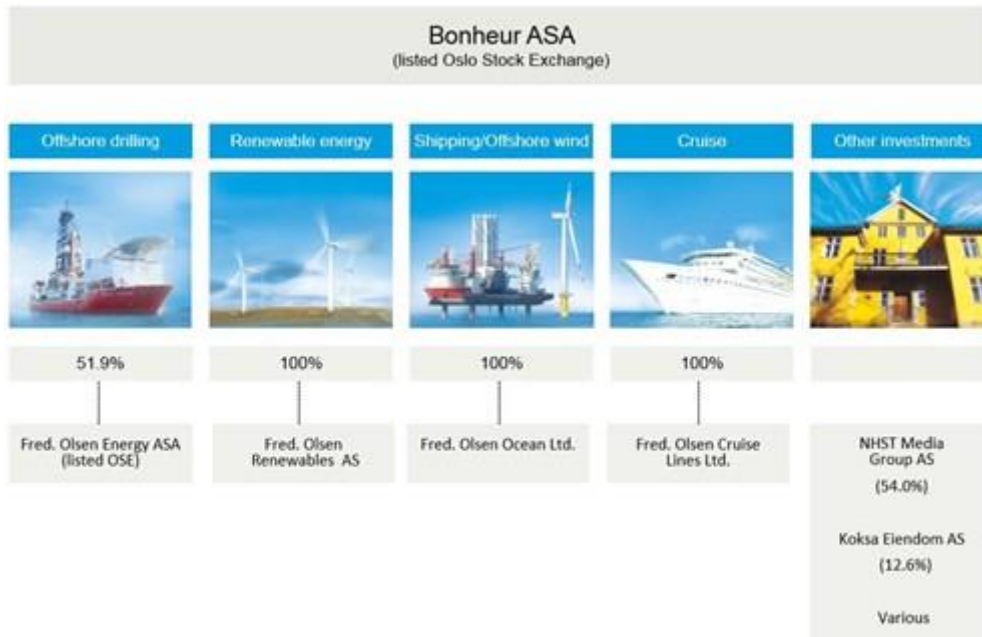 Bonheur ASA
(listed Oslo Stock Exchange)
Offshore drilling
Renewable energy
Shipping/Offshore wind
Cruise
Other investments
51.9%
100%
100%
100%
Fred. Olsen Energy ASA
(listed OSE)
Fred. Olsen
Renewables AS
Fred. Olsen Ocean Ltd.
Fred. Olsen Cruise
Lines Ltd.
NHST Media
Group AS
(54.0%)
Koksa Eiendom AS
(12.6%)
Various